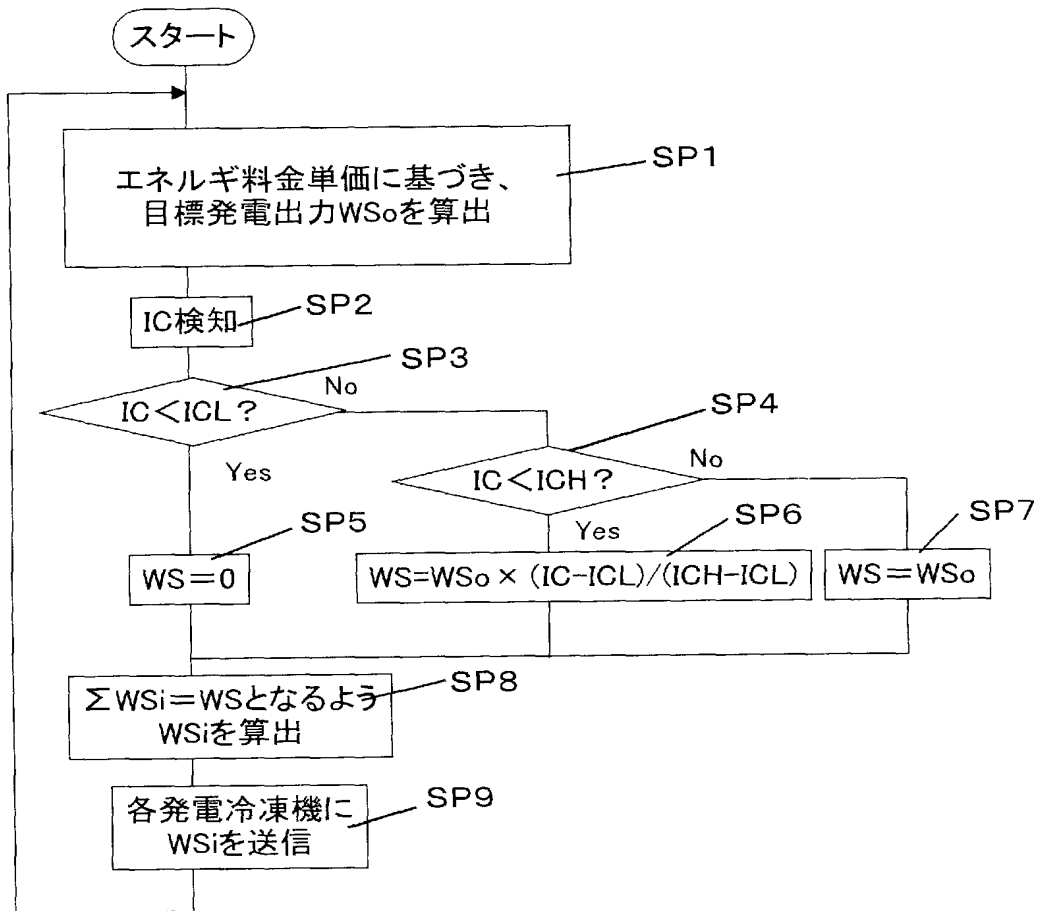 スタート
エネルギ料金単価に基づき、
目標発電出力WSoを算出
SP1
IC検知
SP2
SP3
IC<ICL?
No
Yes
SP4
IC<ICH?
No
Yes
SP5
WS=0
SP6
WS=WSo×(IC-ICL)/(ICH-ICL)
SP7
WS=WSo
ΣWSi=WSとなるよう
WSiを算出
SP8
各発電冷凍機に
WSiを送信
SP9